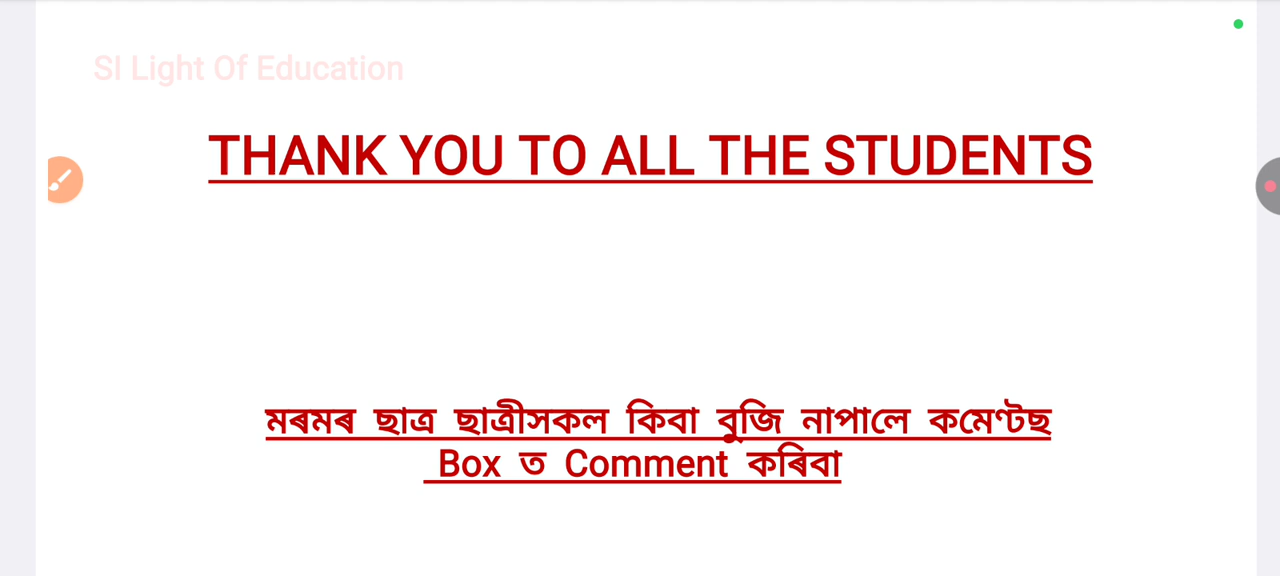 SI Light Of Education
THANK YOU TO ALL THE STUDENTS
মৰমৰ ছাত্ৰ ছাত্ৰীসকল কিবা বুজি নাপালে কমেণ্টছ
Box ত Comment কৰিবা